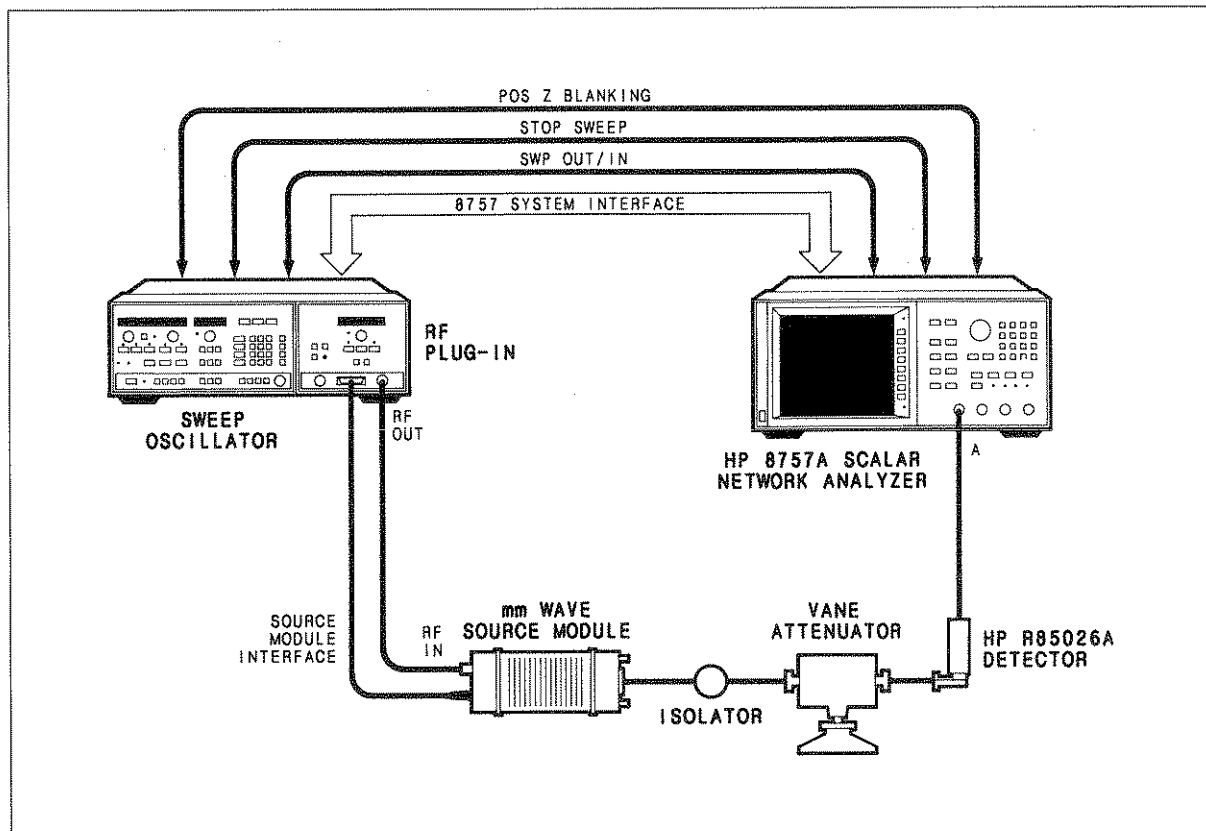 POS Z BLANKING
STOP SWEEP
SWP OUT/IN
8757 SYSTEM INTERFACE
RF
PLUG-IN
SWEEP
OSCILLATOR
RF
OUT
HP 8757A SCALAR
NETWORK ANALYZER
A
SOURCE
MODULE
INTERFACE
RF
IN
mm WAVE
SOURCE MODULE
ISOLATOR
VANE
ATTENUATOR
HP R85026A
DETECTOR